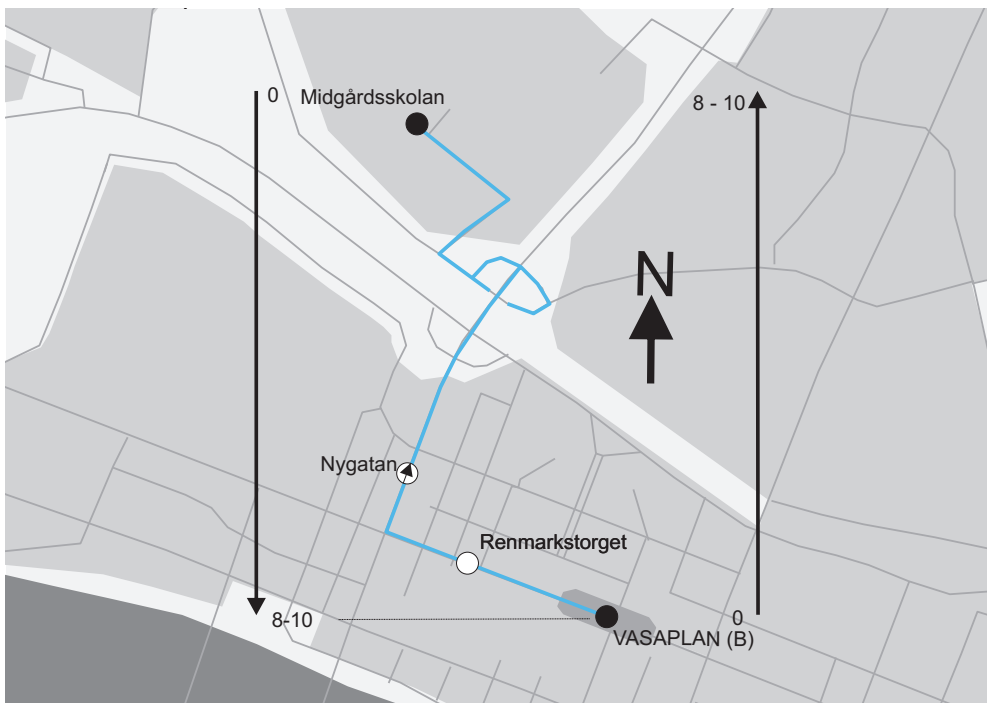 0
Midgårdsskolan
8 - 10
N
Nygatan
Renmarkstorget
8-10
0
VASAPLAN (B)